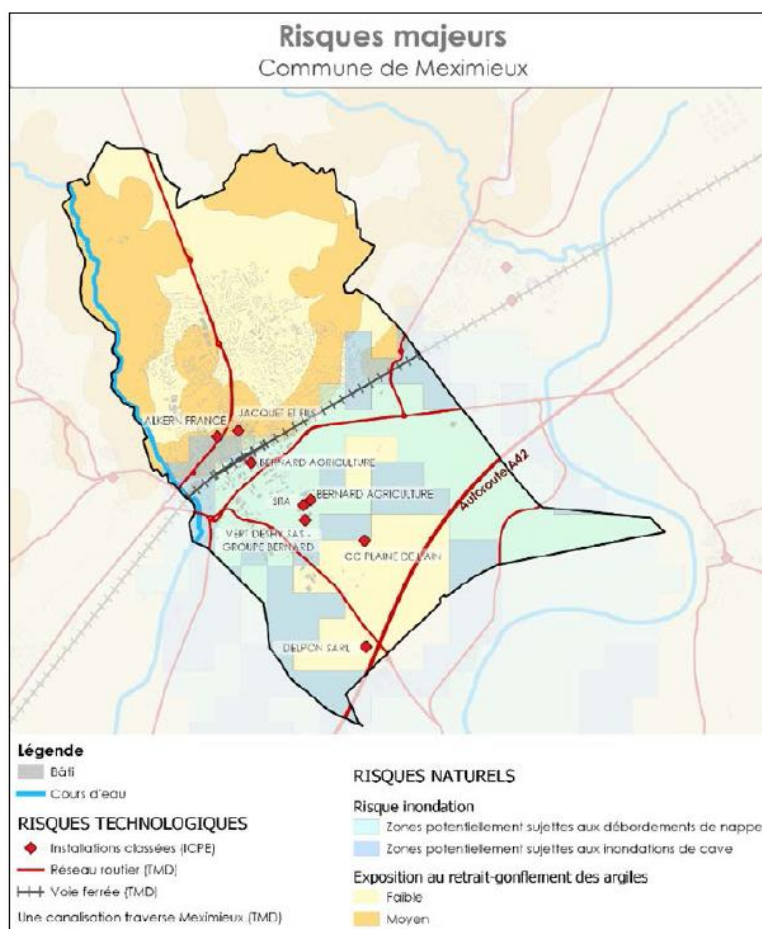 Risques majeurs
Commune de Meximieux
ALKERN FRANCE
JACQUET ET FILS
BERNARD AGRICULTURE
BERNARD AGRICULTURE
SITA
VERT DESHY SAS -
GROUPE BERNARD
CC PLAINE DE L'AIN
DELPON SARL
Autoroute A42
Légende
Bâti
Cours d'eau
RISQUES TECHNOLOGIQUES
Installations classées (ICPE)
Réseau routier (TMD)
Voie ferrée (TMD)
Une canalisation traverse Meximieux (TMD)
RISQUES NATURELS
Risque inondation
Zones potentiellement sujettes aux débordements de nappe
Zones potentiellement sujettes aux inondations de cave
Exposition au retrait-gonflement des argiles
Faible
Moyen